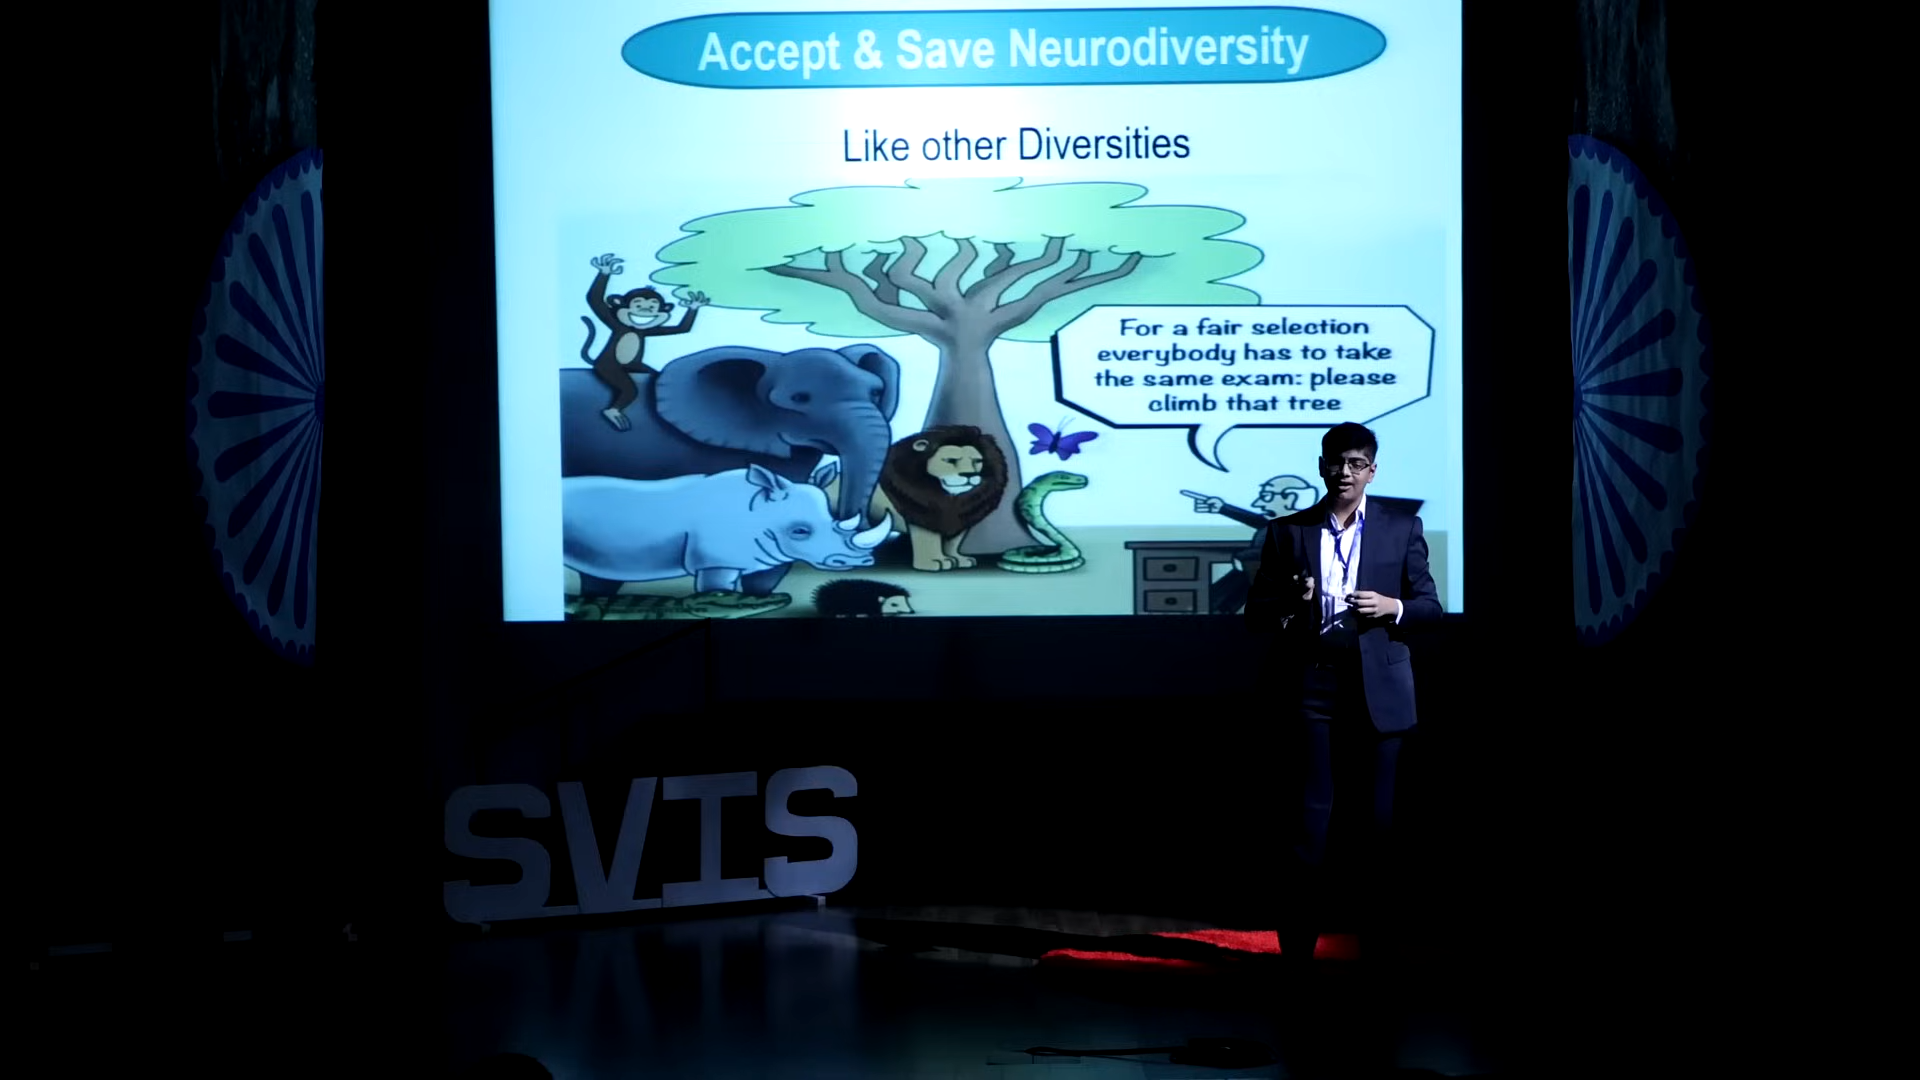 Accept & Save Neurodiversity
Like other Diversities
For a fair selection
everybody has to take
the same exam: please
climb that tree
SVIS